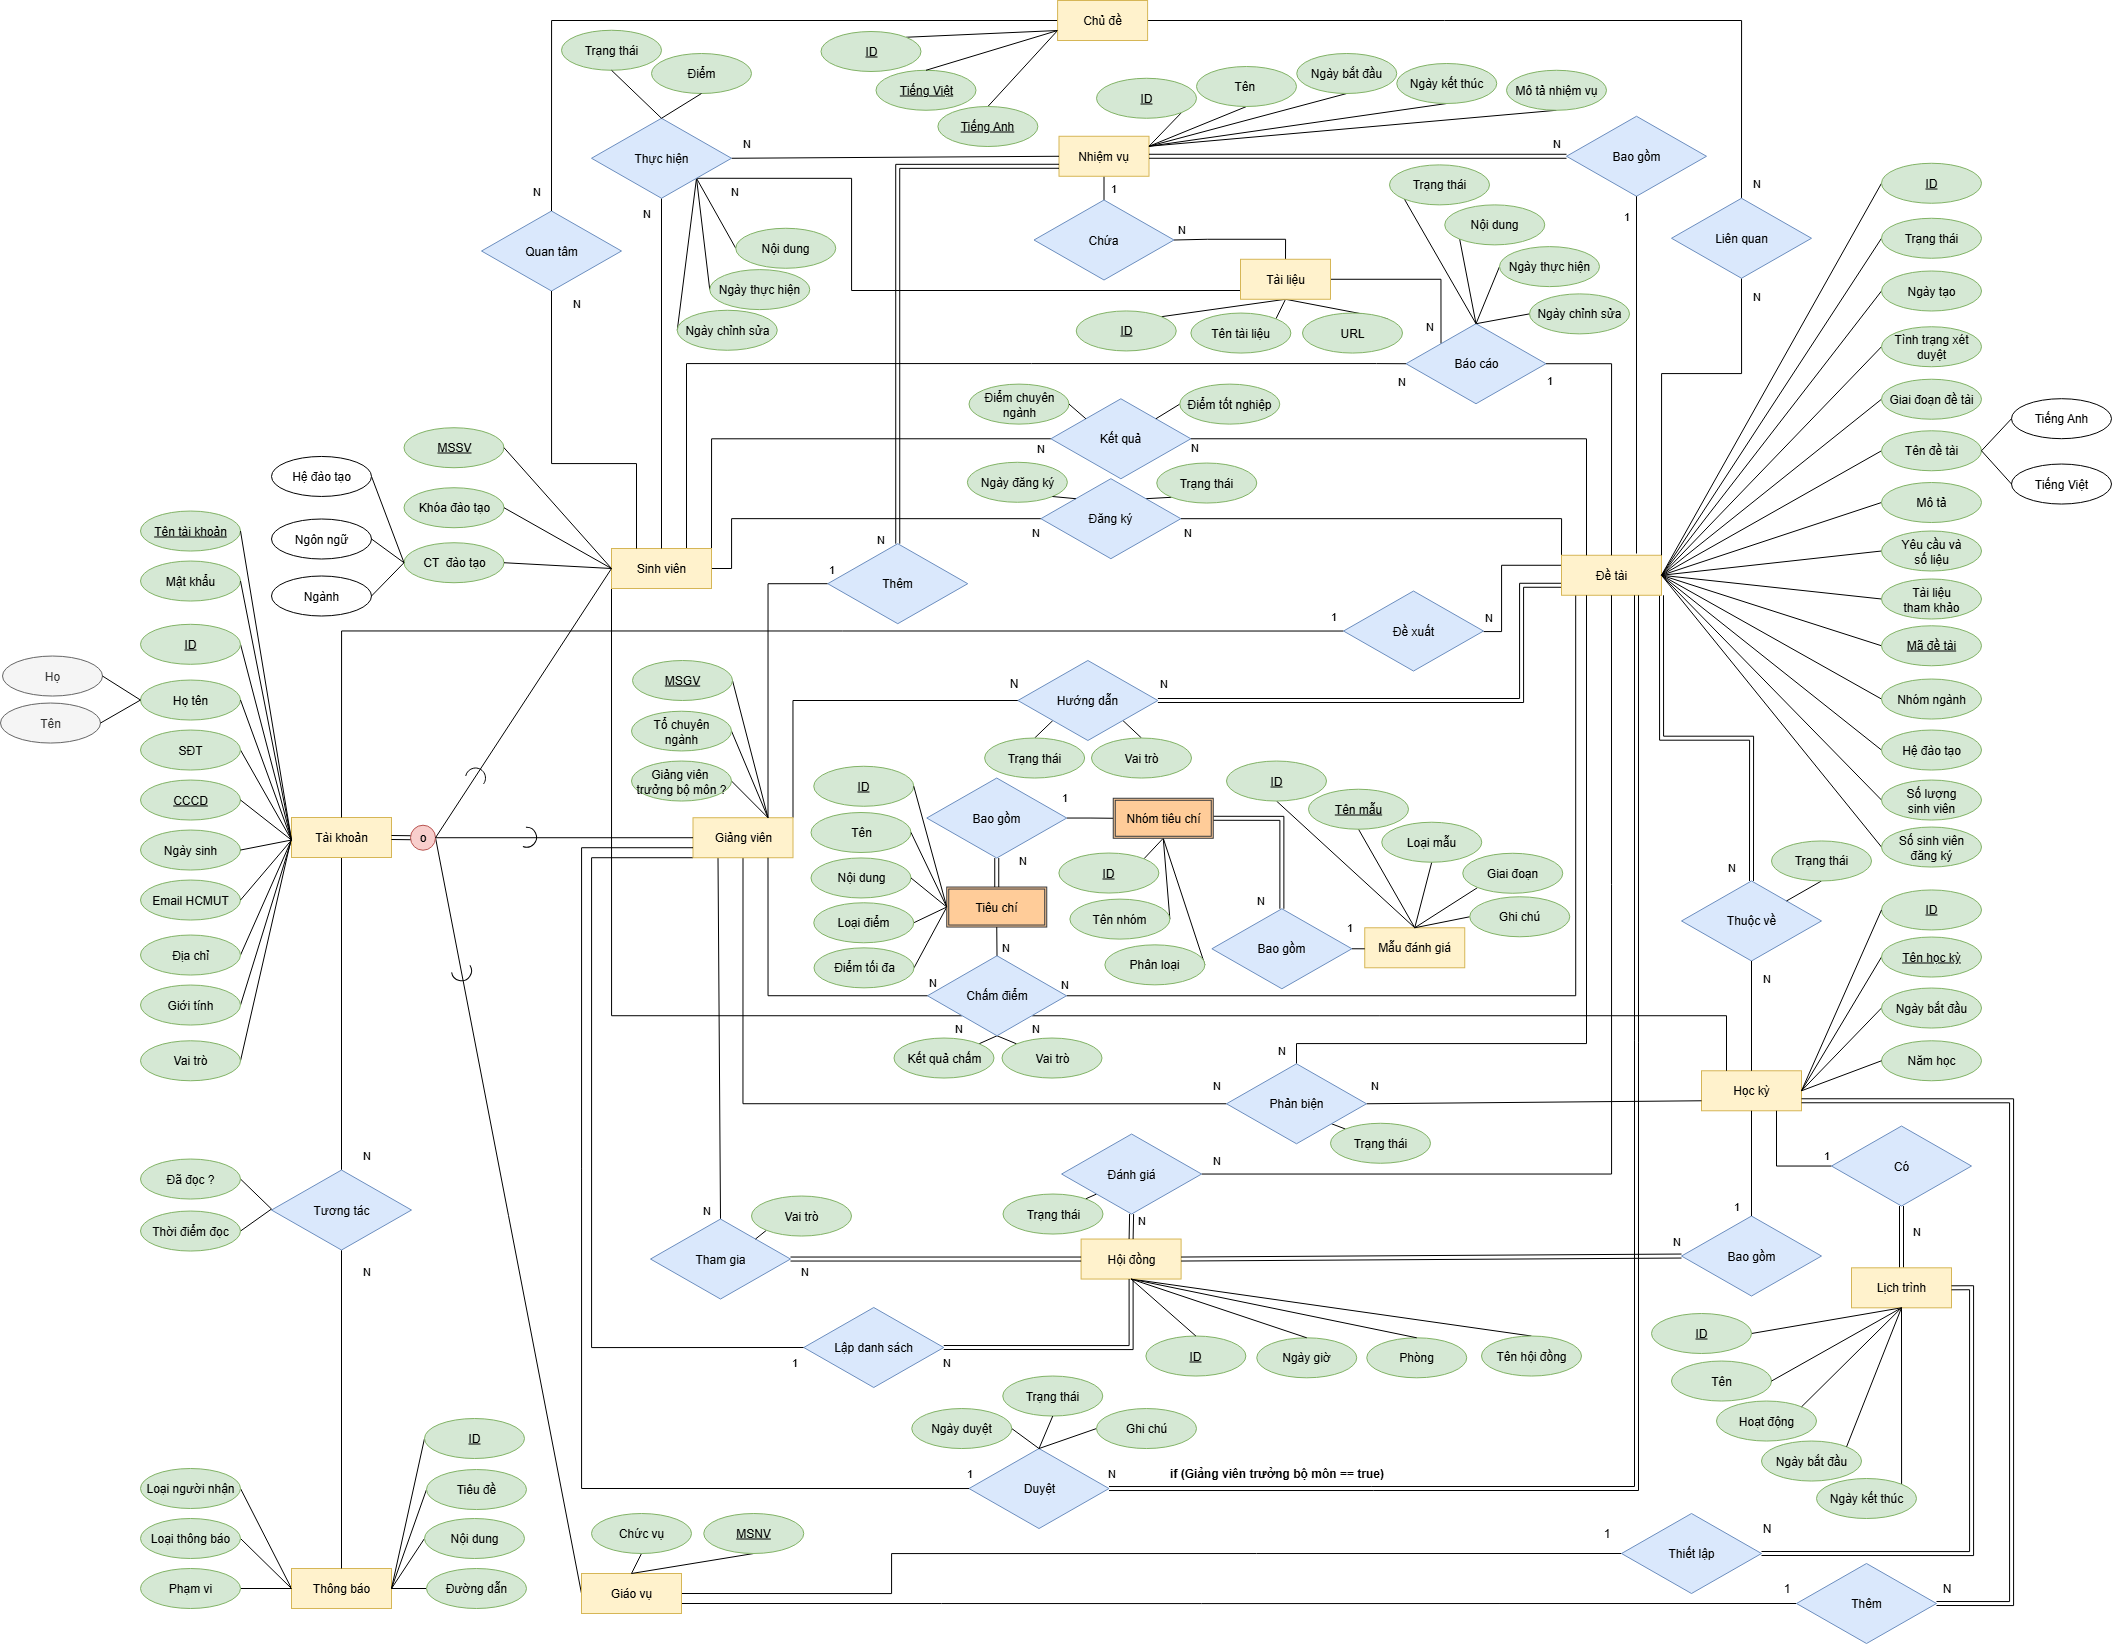 Chủ đề
Trạng thái
Điểm
ID
Tiếng Việt
Tiếng Anh
ID
Tên
Ngày bắt đầu
Ngày kết thúc
Mô tả nhiệm vụ
Thực hiện
N
Nhiệm vụ
N
Bao gồm
N
N
N
1
Trạng thái
ID
N
N
1
Quan tâm
Chứa
N
Nội dung
Trạng thái
Liên quan
Nội dung
Ngày thực hiện
Ngày chỉnh sửa
N
Tài liệu
ID
Tên tài liệu
URL
Ngày thực hiện
Ngày chỉnh sửa
N
Ngày tạo
N
Báo cáo
N
1
Tình trạng xét
duyệt
Điểm chuyên
ngành
Điểm tốt nghiệp
Kết quả
N
N
Giai đoạn đề tài
Tên đề tài
Tiếng Anh
Tiếng Việt
MSSV
Hệ đào tạo
Khóa đào tạo
Ngôn ngữ
CT đào tạo
Ngành
Ngày đăng ký
Trạng thái
Đăng ký
N
N
Mô tả
Yêu cầu và
số liệu
Tên tài khoản
Mật khẩu
Sinh viên
N
1
Thêm
Đề tài
Tài liệu
tham khảo
Mã đề tài
1
Đề xuất
N
ID
Họ
Họ tên
Tên
MSGV
N
Hướng dẫn
N
Nhóm ngành
SĐT
Tổ chuyên
ngành
Trạng thái
Vai trò
Hệ đào tạo
CCCD
Giảng viên
trưởng bộ môn ?
ID
Bao gồm
1
Nhóm tiêu chí
ID
Tên mẫu
Số lượng
sinh viên
Tài khoản
o
Giảng viên
Tên
N
Loại mẫu
Số sinh viên
đăng ký
Ngày sinh
Nội dung
ID
Giai đoạn
Trạng thái
N
Email HCMUT
Loại điểm
Tiêu chí
Tên nhóm
N
1
Ghi chú
Thuộc về
ID
Địa chỉ
Điểm tối đa
N
Phân loại
Bao gồm
Mẫu đánh giá
Tên học kỳ
N
Giới tính
N
Chấm điểm
N
Ngày bắt đầu
N
N
Vai trò
Kết quả chấm
Vai trò
N
Năm học
N
Phản biện
N
Học kỳ
Trạng thái
N
Đánh giá
N
1
Có
Đã đọc ?
Tương tác
Thời điểm đọc
Trạng thái
N
N
Vai trò
1
N
N
Tham gia
N
Hội đồng
N
Bao gồm
Lịch trình
Lập danh sách
1
N
ID
Ngày giờ
Phòng
Tên hội đồng
ID
Tên
Hoạt động
Ngày bắt đầu
Ngày kết thúc
Ngày duyệt
Trạng thái
Ghi chú
1
Duyệt
N
if (Giảng viên trưởng bộ môn == true)
ID
Loại người nhận
Tiêu đề
Loại thông báo
Nội dung
Phạm vi
Thông báo
Đường dẫn
Chức vụ
MSNV
Giáo vụ
1
Thiết lập
N
1
Thêm
N